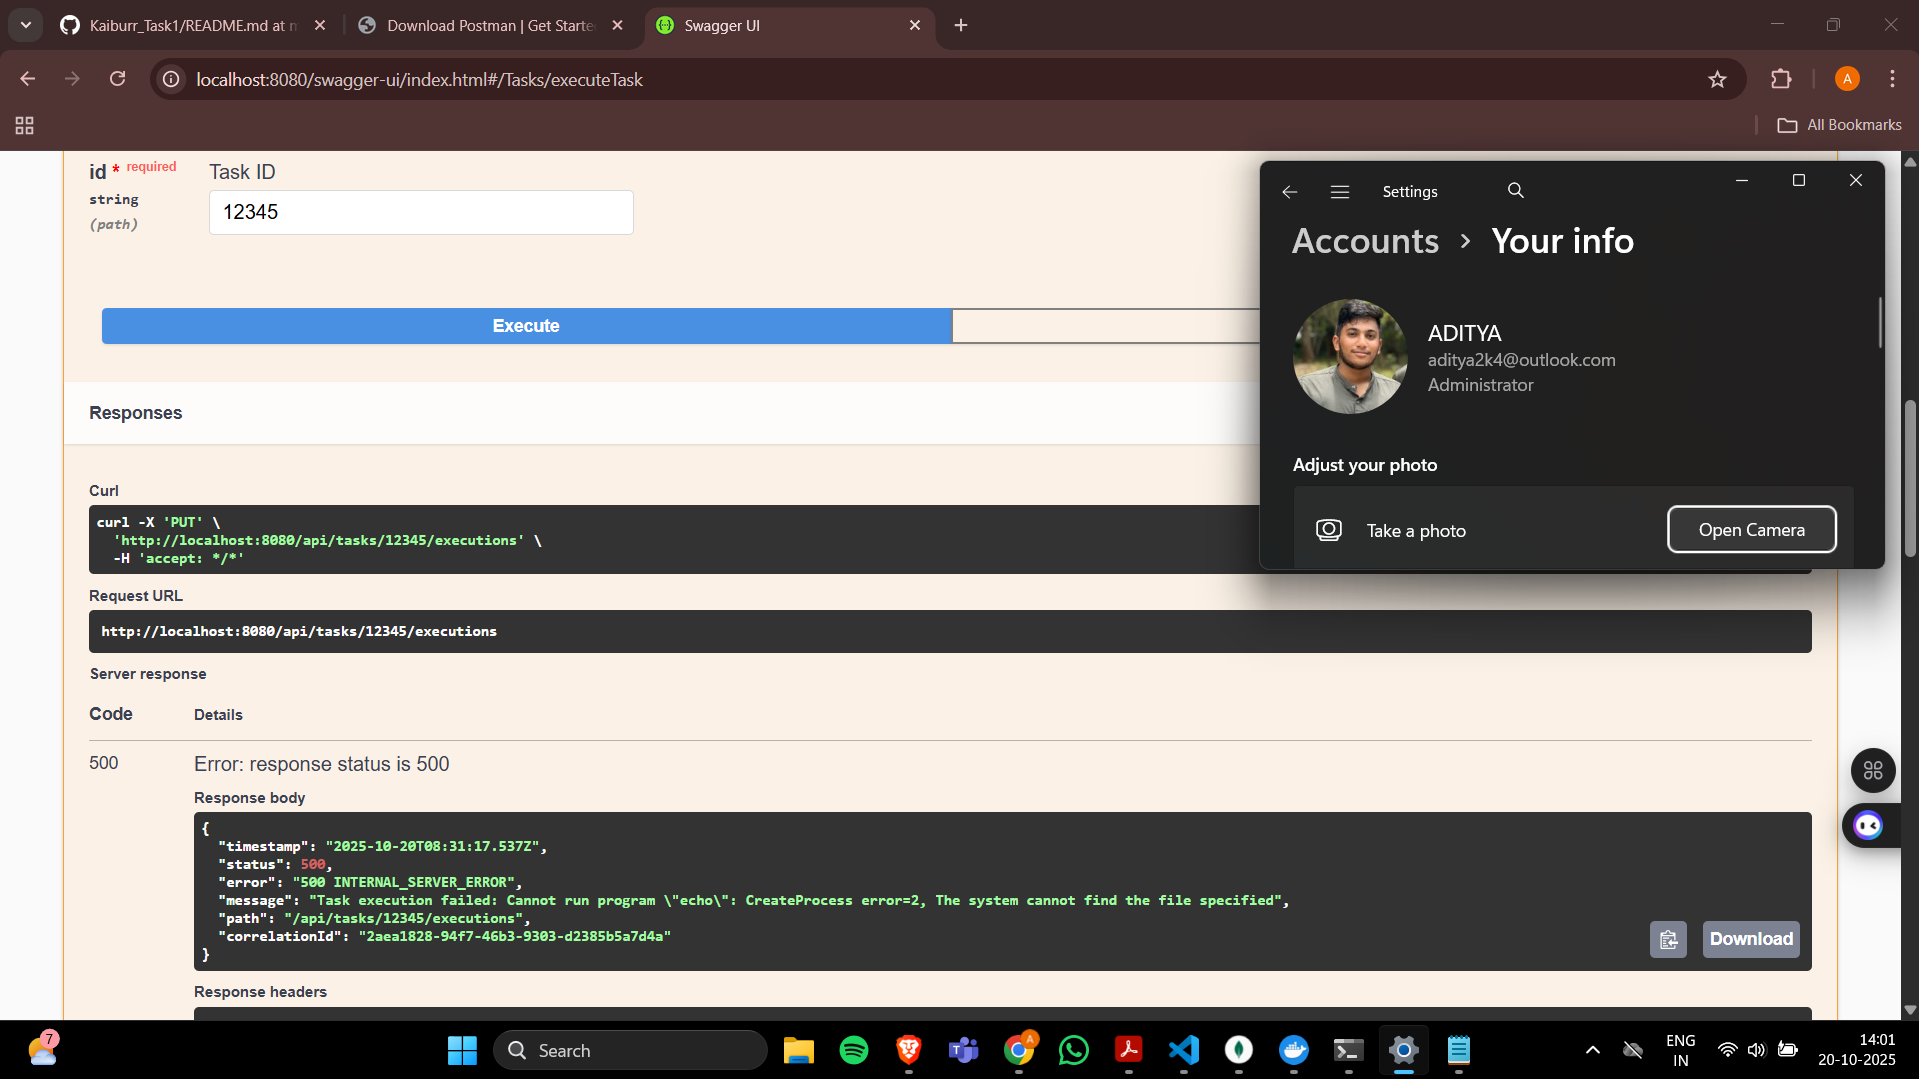 Kaiburr_Task1/README.md at m
Download Postman | Get Starte
Swagger UI
localhost:8080/swagger-ui/index.html#/Tasks/executeTask
A
All Bookmarks
id * required
string
(path)
Task ID
12345
Execute
Responses
Curl
curl -X 'PUT' \
'http://localhost:8080/api/tasks/12345/executions' \
-H 'accept: */*'
Request URL
http://localhost:8080/api/tasks/12345/executions
Server response
Code Details
500 Error: response status is 500
Response body
{
"timestamp": "2025-10-20T08:31:17.537Z",
"status": 500,
"error": "500 INTERNAL_SERVER_ERROR",
"message": "Task execution failed: Cannot run program \"echo\": CreateProcess error=2, The system cannot find the file specified",
"path": "/api/tasks/12345/executions",
"correlationId": "2aea1828-94f7-46b3-9303-d2385b5a7d4a"
}
Download
Response headers
Settings
Accounts > Your info
ADITYA
aditya2k4@outlook.com
Administrator
Adjust your photo
Take a photo
Open Camera
7
Search
A
ENG
IN
14:01
20-10-2025